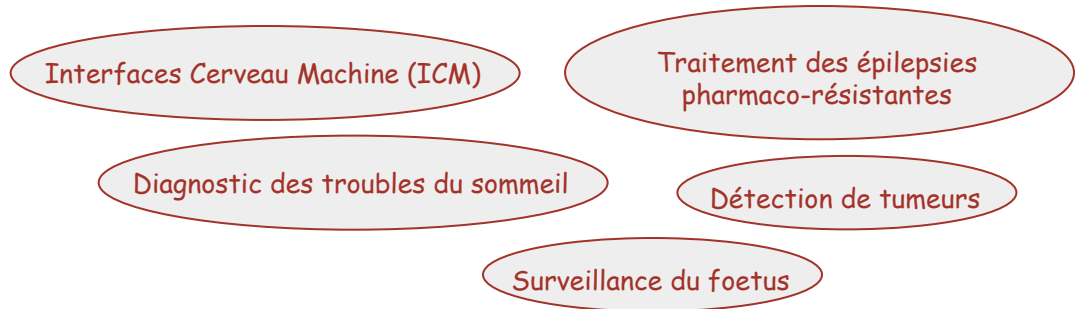 Interfaces Cerveau Machine (ICM)
Traitement des épilepsies
pharmaco-résistantes
Diagnostic des troubles du sommeil
Détection de tumeurs
Surveillance du foetus